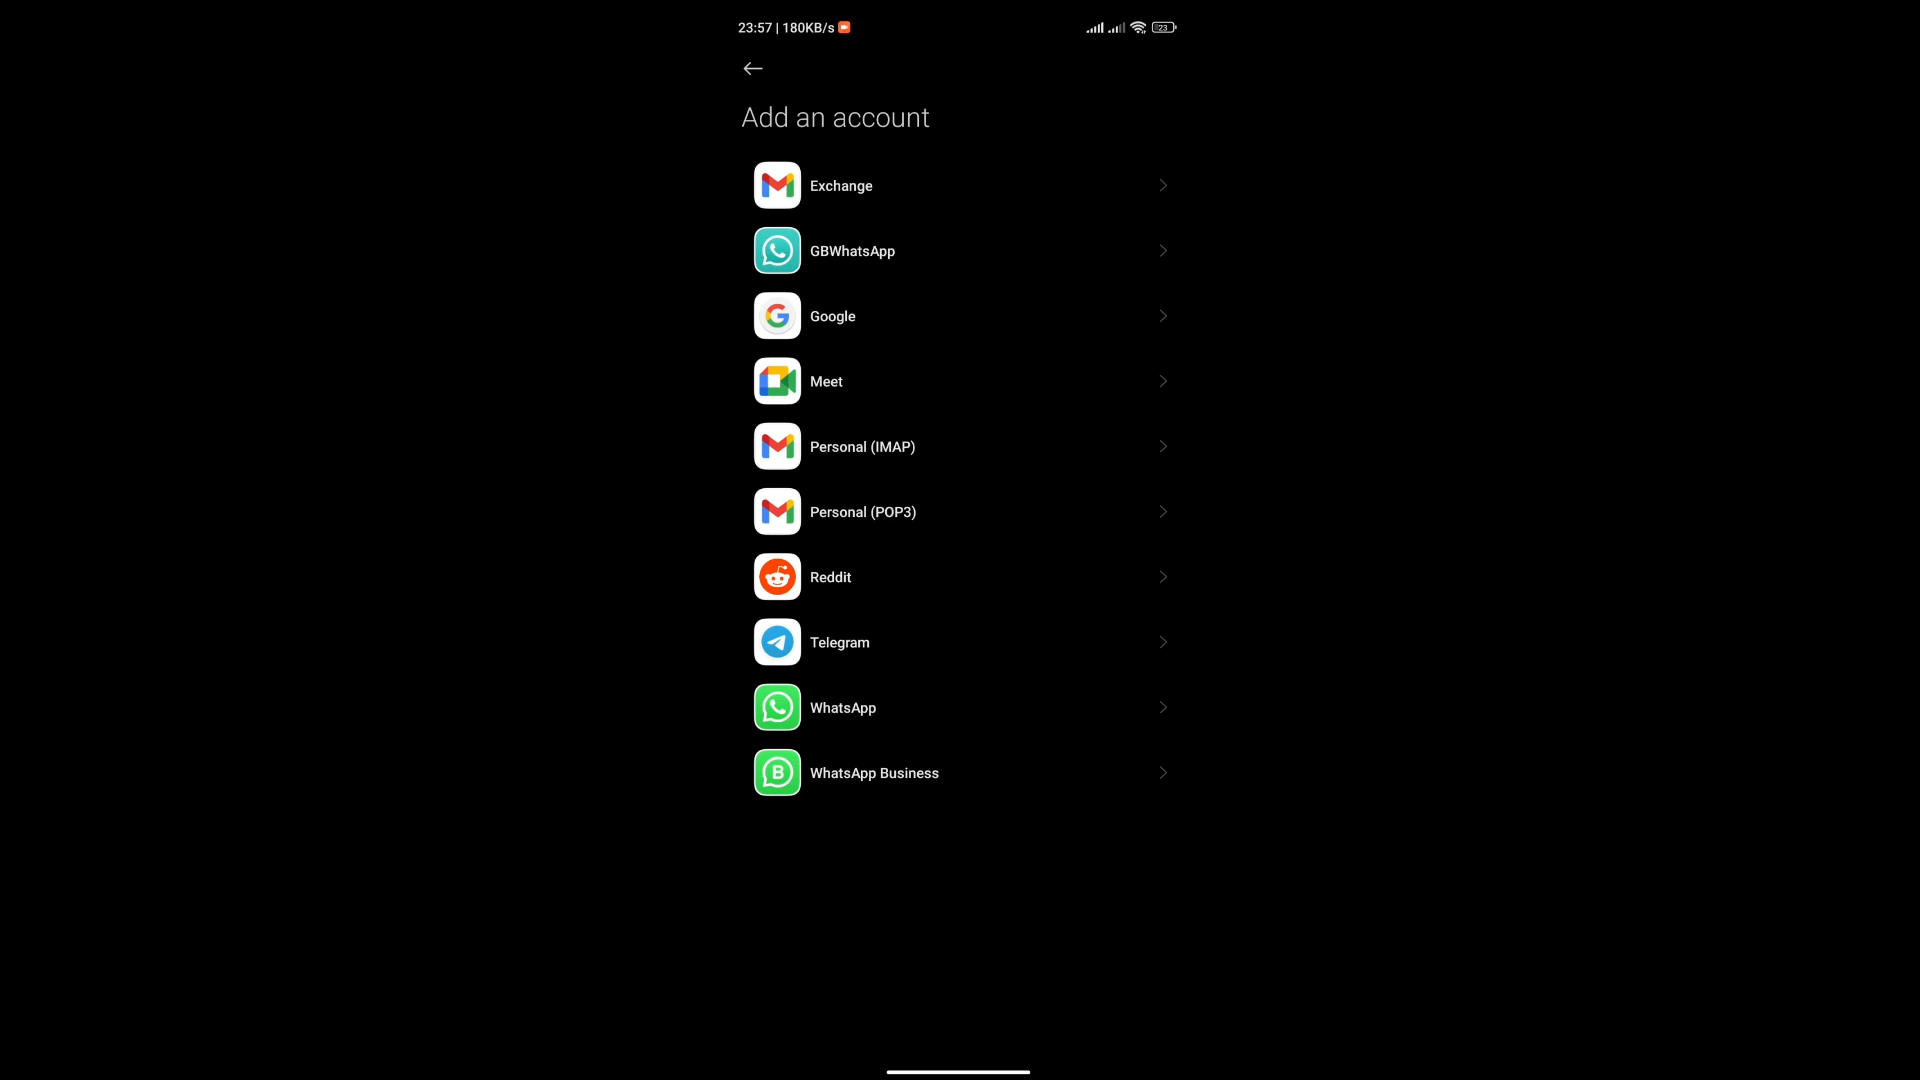 23:57 | 180KB/s
23
Add an account
Exchange
GBWhatsApp
Google
Meet
Personal (IMAP)
Personal (POP3)
Reddit
Telegram
WhatsApp
WhatsApp Business